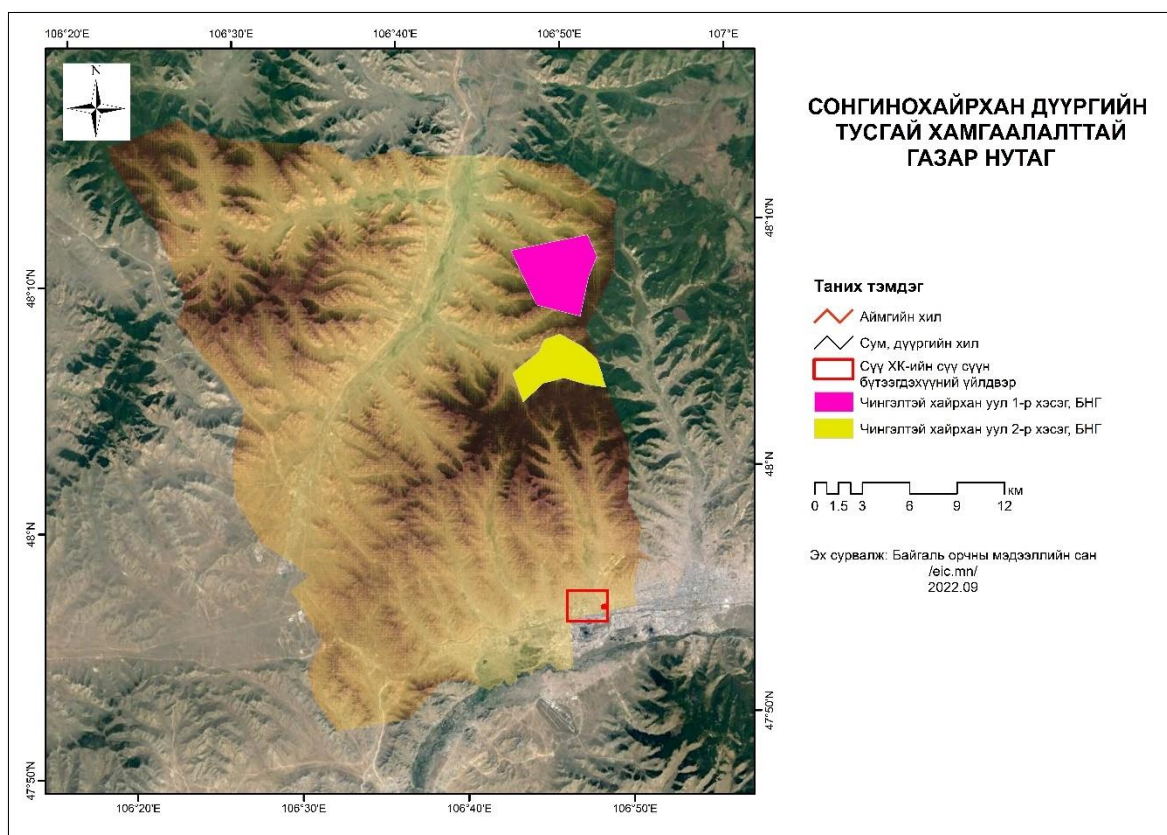 106°20'E 106°30'E 106°40'E 106°50'E 107°E
N
48°10'N
48°N
47°50'N
48°10'N
48°N
47°50'N
106°20'E 106°30'E 106°40'E 106°50'E
СОНГИНОХАЙРХАН ДҮҮРГИЙН
ТУСГАЙ ХАМГААЛАЛТТАЙ
ГАЗАР НУТАГ
Таних тэмдэг
Аймгийн хил
Сум, дүүргийн хил
Сүү ХК-ийн сүү сүүн
бүтээгдэхүүний үйлдвэр
Чингэлтэй хайрхан уул 1-р хэсэг, БНГ
Чингэлтэй хайрхан уул 2-р хэсэг, БНГ
км
0 1.5 3 6 9 12
Эх сурвалж: Байгаль орчны мэдээллийн сан
/eic.mn/
2022.09